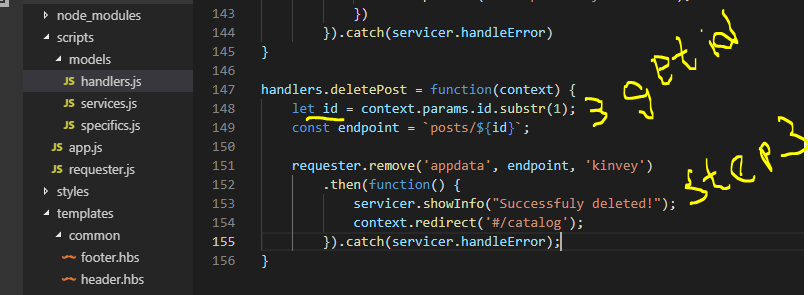 node_modules
scripts
models
JS handlers.js
JS services.js
JS specifics.js
JS app.js
JS requester.js
styles
templates
common
footer.hbs
header.hbs
143 })
144 }).catch(servicer.handleError)
145 }
146
147 handlers.deletePost = function(context) {
148 let id = context.params.id.substr(1);
149 const endpoint = `posts/${id}`;
150
151 requester.remove('appdata', endpoint, 'kinvey')
152 .then(function() {
153 servicer.showInfo("Successfuly deleted!");
154 context.redirect('#/catalog');
155 }).catch(servicer.handleError);
156 }
3 get id
step3